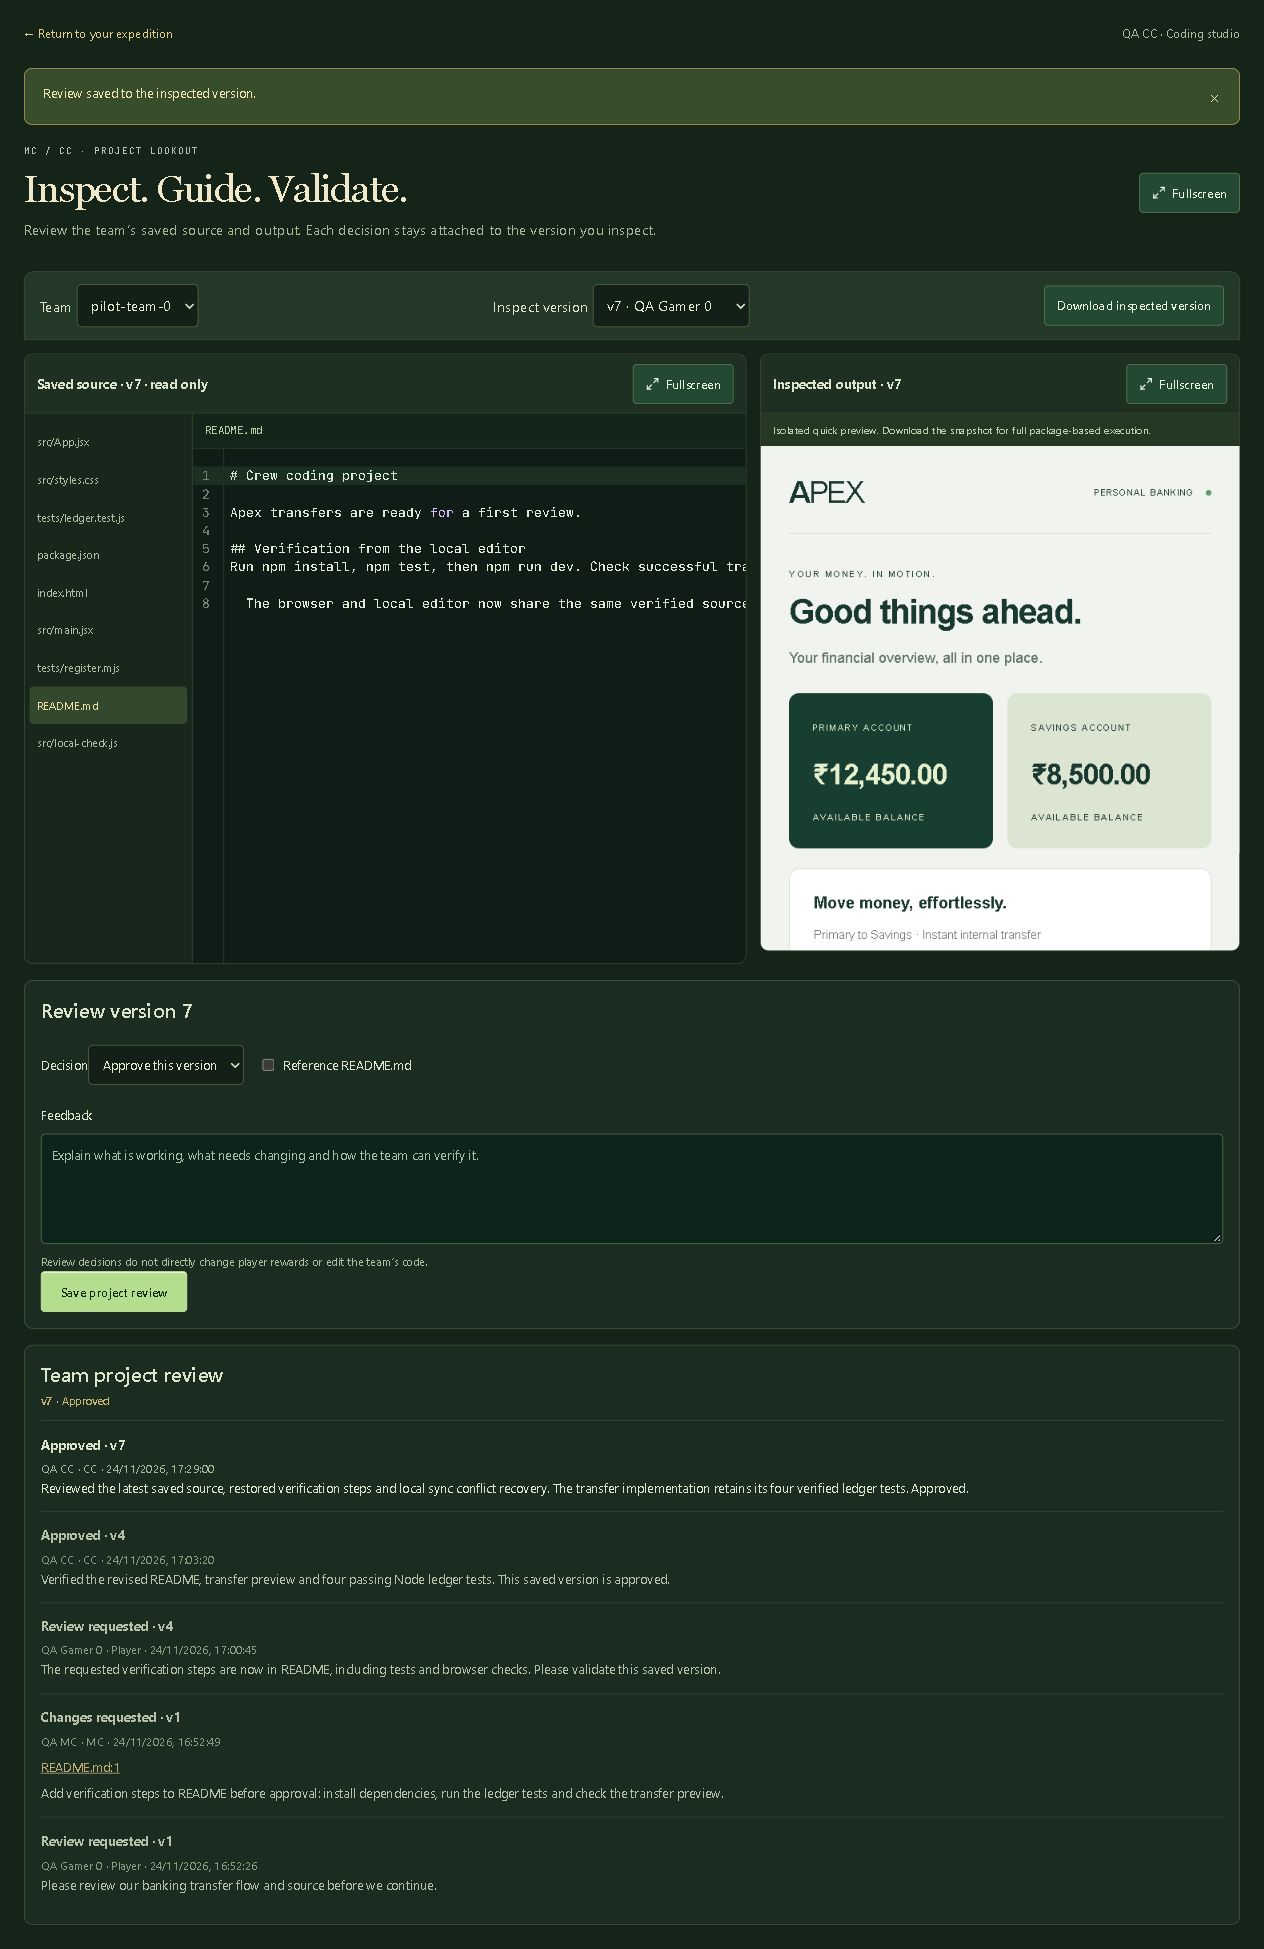 ← Return to your expedition
QA CC · Coding studio
Review saved to the inspected version.
×
MC / CC · PROJECT LOOKOUT
Inspect. Guide. Validate.
Fullscreen
Review the team's saved source and output. Each decision stays attached to the version you inspect.
Team pilot-team-0
Inspect version v7 · QA Gamer 0
Download inspected version
Saved source · v7 · read only
Fullscreen
src/App.jsx
src/styles.css
tests/ledger.test.js
package.json
index.html
src/main.jsx
tests/register.mjs
README.md
src/local-check.js
README.md
1 # Crew coding project
2
3 Apex transfers are ready for a first review.
4
5 ## Verification from the local editor
6 Run npm install, npm test, then npm run dev. Check successful tra
7
8 The browser and local editor now share the same verified source
Inspected output · v7
Fullscreen
Isolated quick preview. Download the snapshot for full package-based execution.
APEX
PERSONAL BANKING
YOUR MONEY. IN MOTION.
Good things ahead.
Your financial overview, all in one place.
PRIMARY ACCOUNT
₹12,450.00
AVAILABLE BALANCE
SAVINGS ACCOUNT
₹8,500.00
AVAILABLE BALANCE
Move money, effortlessly.
Primary to Savings · Instant internal transfer
Review version 7
Decision Approve this version Reference README.md
Feedback
Explain what is working, what needs changing and how the team can verify it.
Review decisions do not directly change player rewards or edit the team's code.
Save project review
Team project review
v7 · Approved
Approved · v7
QA CC · CC · 24/11/2026, 17:29:00
Reviewed the latest saved source, restored verification steps and local sync conflict recovery. The transfer implementation retains its four verified ledger tests. Approved.
Approved · v4
QA CC · CC · 24/11/2026, 17:03:20
Verified the revised README, transfer preview and four passing Node ledger tests. This saved version is approved.
Review requested · v4
QA Gamer 0 · Player · 24/11/2026, 17:00:45
The requested verification steps are now in README, including tests and browser checks. Please validate this saved version.
Changes requested · v1
QA MC · MC · 24/11/2026, 16:52:49
README.md:1
Add verification steps to README before approval: install dependencies, run the ledger tests and check the transfer preview.
Review requested · v1
QA Gamer 0 · Player · 24/11/2026, 16:52:26
Please review our banking transfer flow and source before we continue.